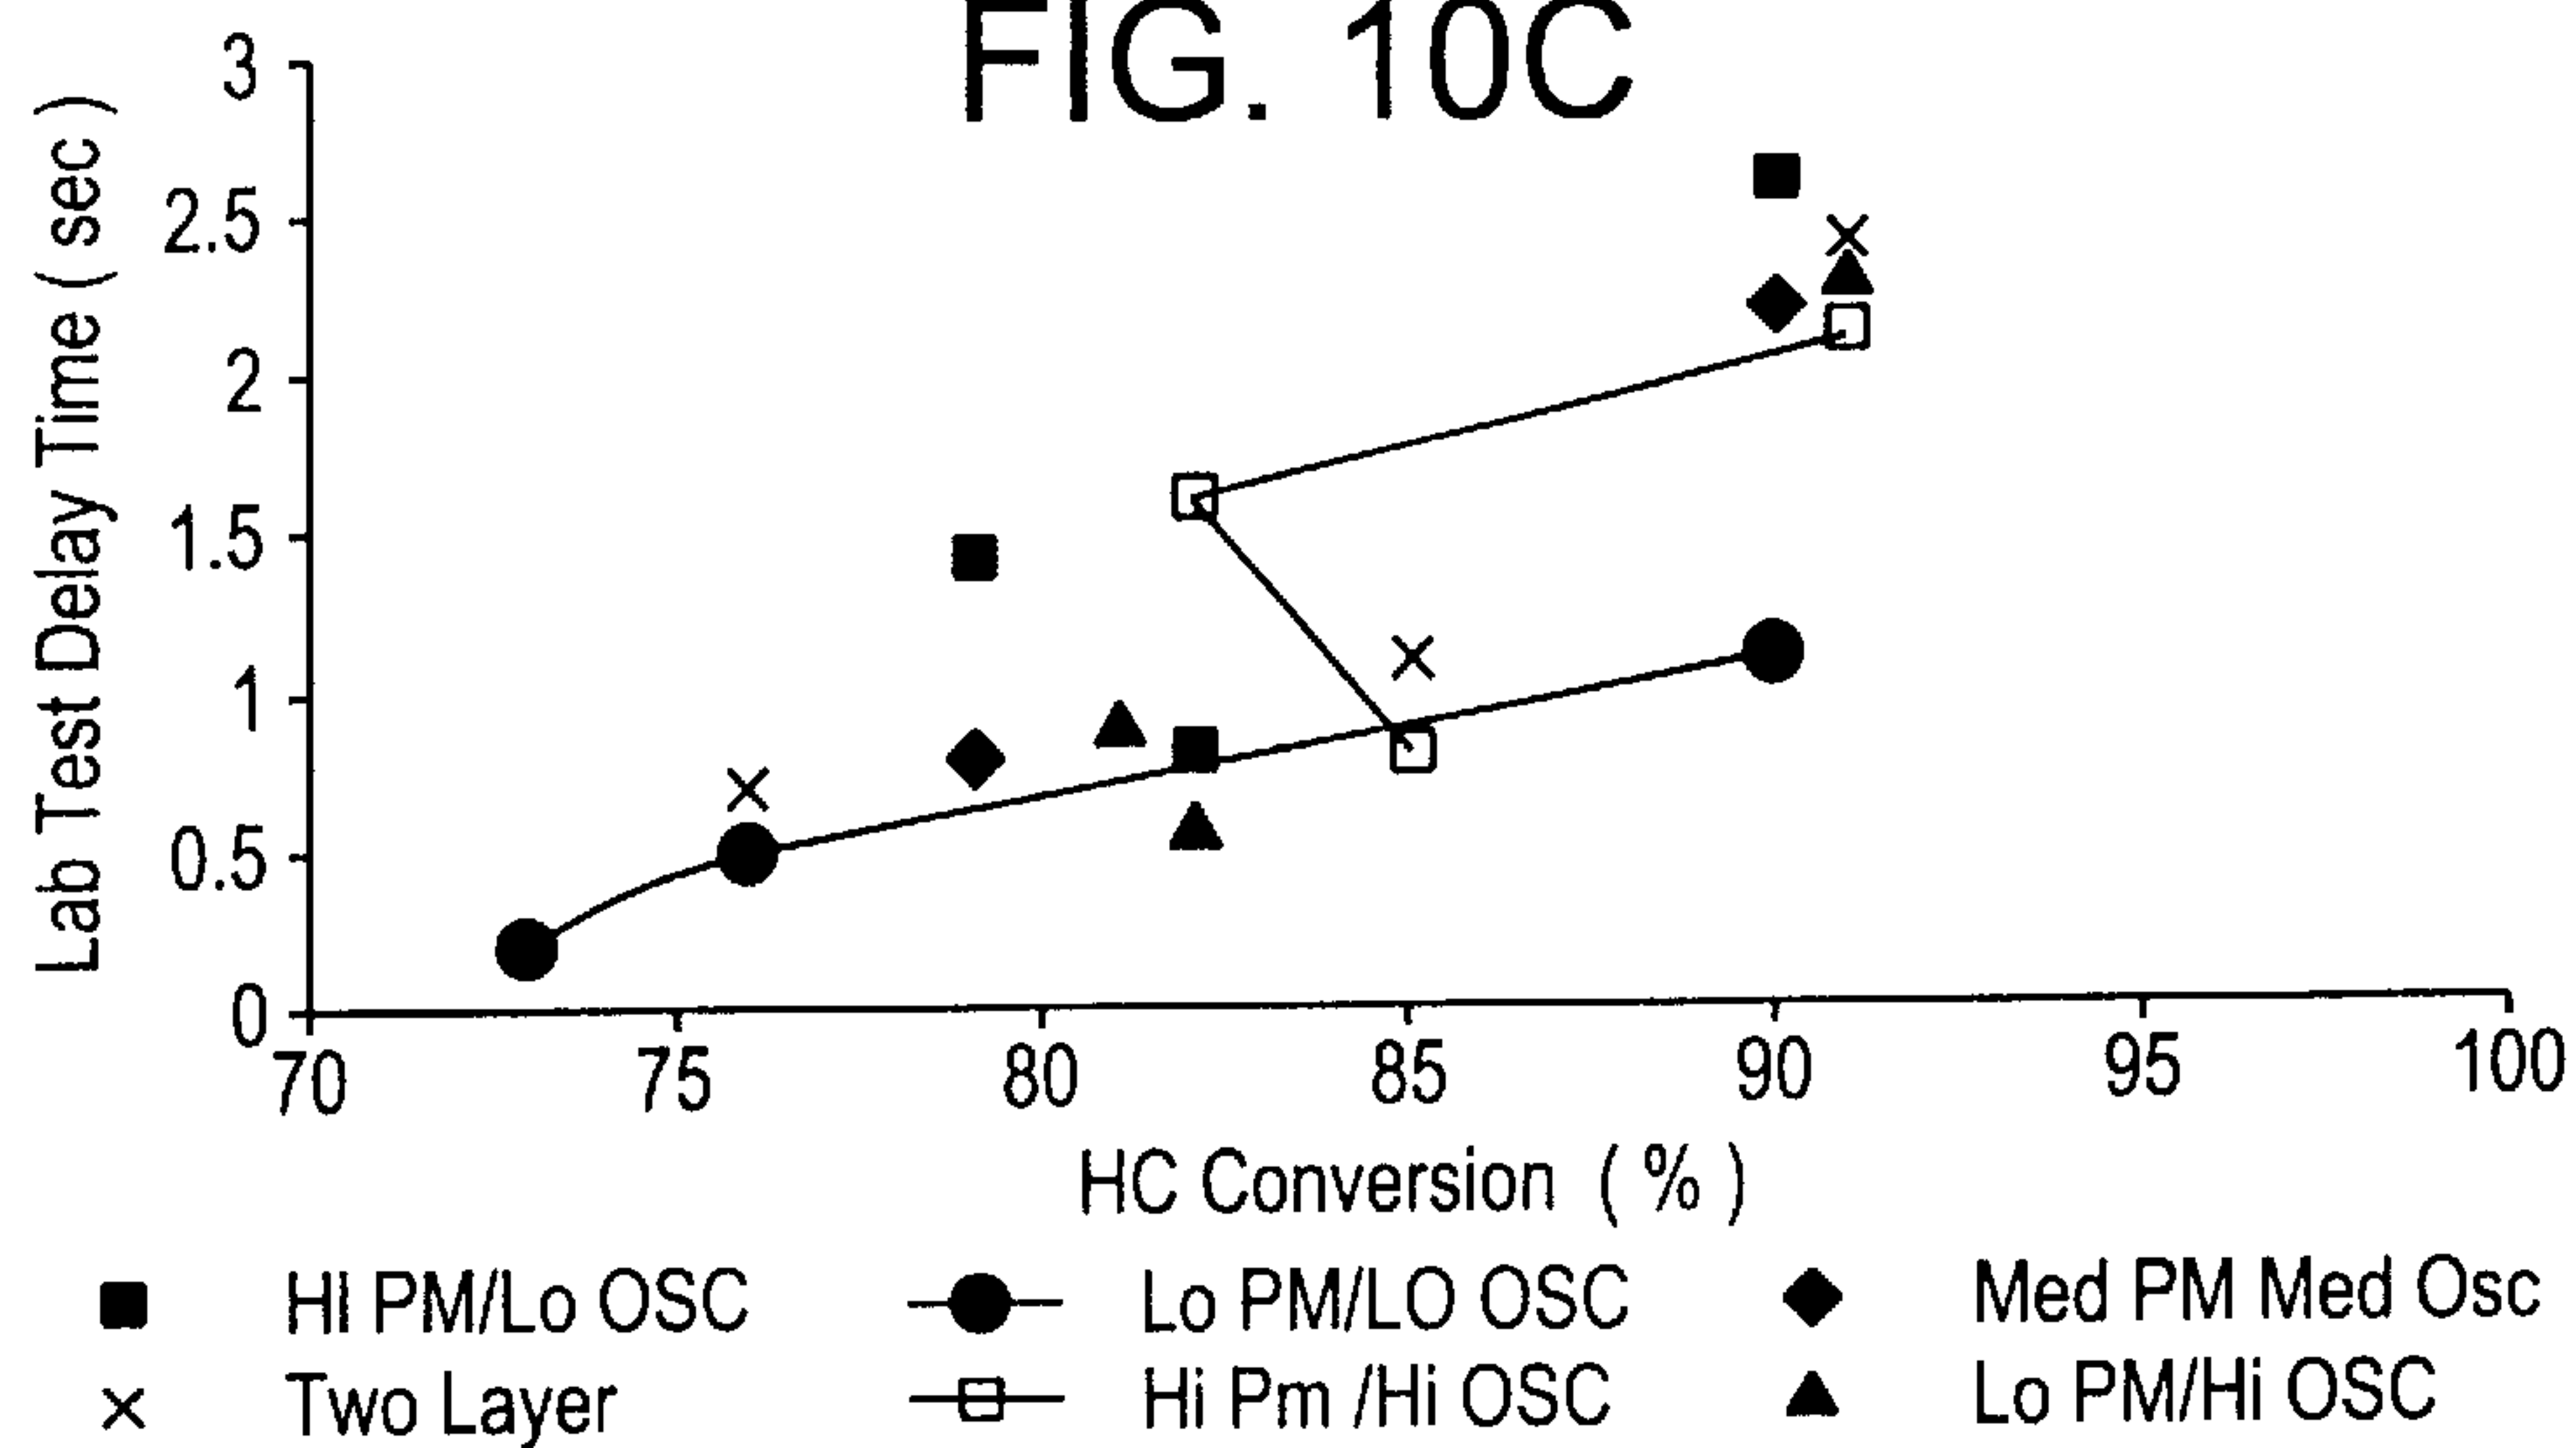 FIG. 10C
Lab Test Delay Time ( sec )
3
2.5
2
1.5
1
0.5
0
70 75 80 85 90 95 100
HC Conversion ( % )
HI PM/Lo OSC Lo PM/LO OSC Med PM Med Osc
Two Layer Hi Pm /Hi OSC Lo PM/Hi OSC